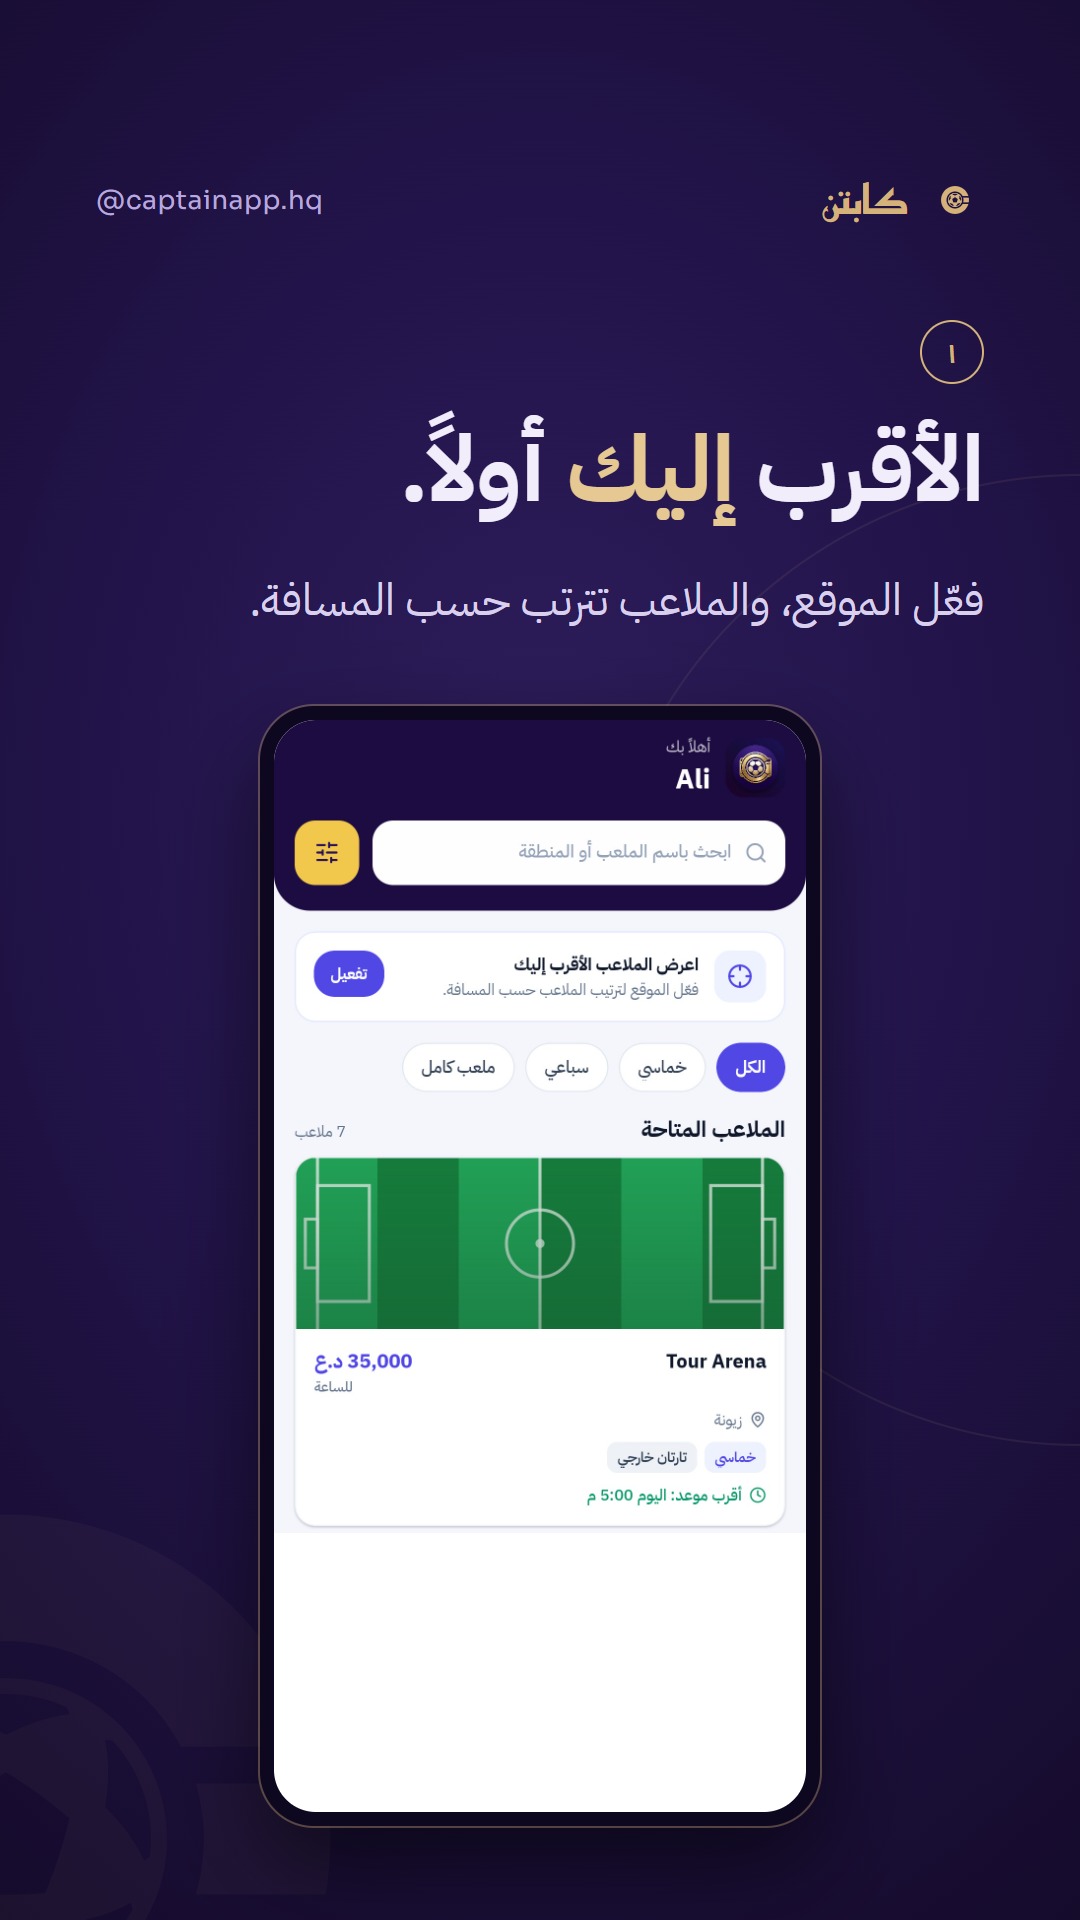 كابتن
@captainapp.hq
١
الأقرب إليك أولاً.
فعّل الموقع، والملاعب تترتب حسب المسافة.
أهلاً بك
Ali
ابحث باسم الملعب أو المنطقة
اعرض الملاعب الأقرب إليك
فعّل الموقع لترتيب الملاعب حسب المسافة.
تفعيل
الكل
خماسي
سباعي
ملعب كامل
الملاعب المتاحة
7 ملاعب
Tour Arena
35,000 د.ع
للساعة
زيونة
خماسي
تارتان خارجي
أقرب موعد: اليوم 5:00 م